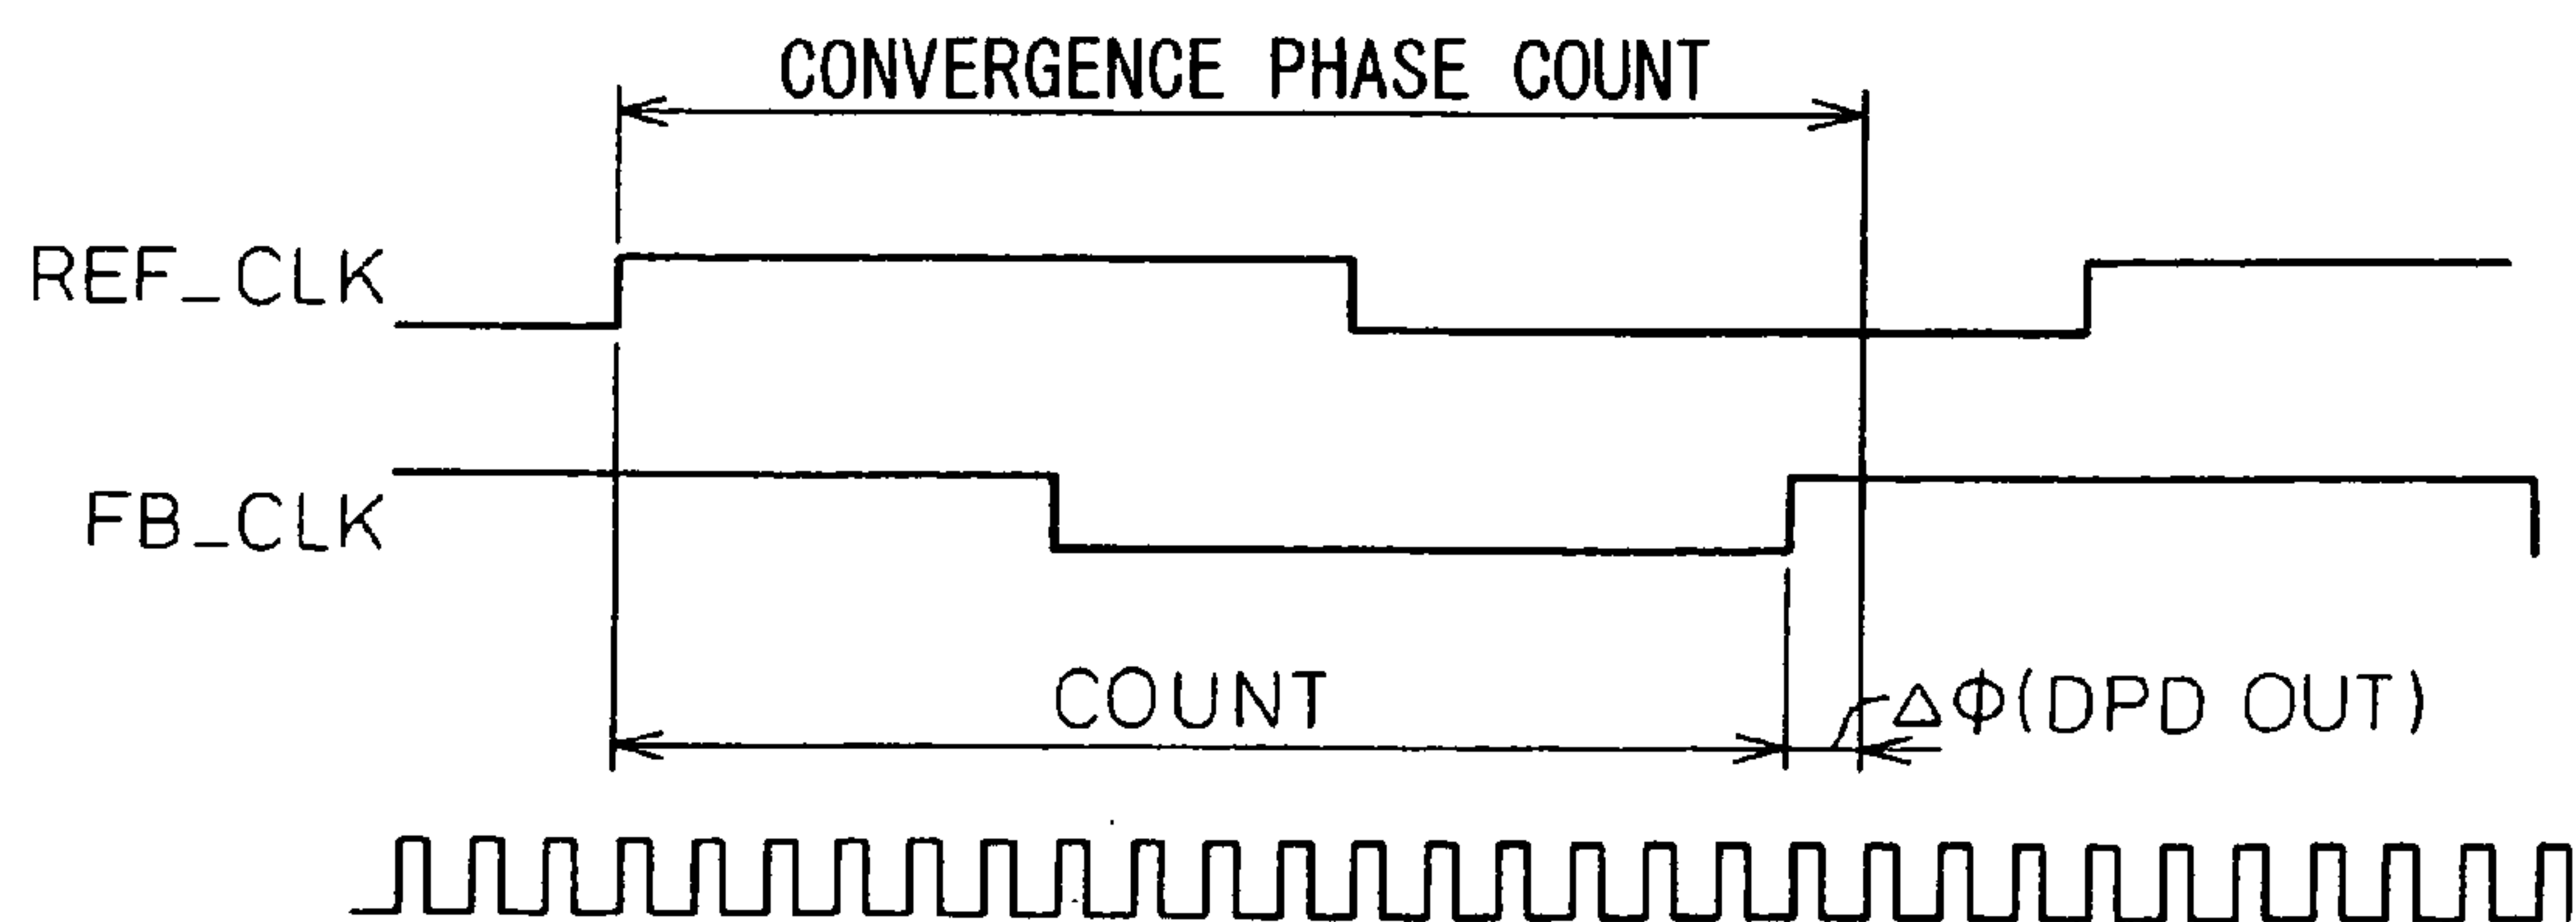 CONVERGENCE PHASE COUNT
REF_CLK
FB_CLK
COUNT
Δϕ(DPD OUT)